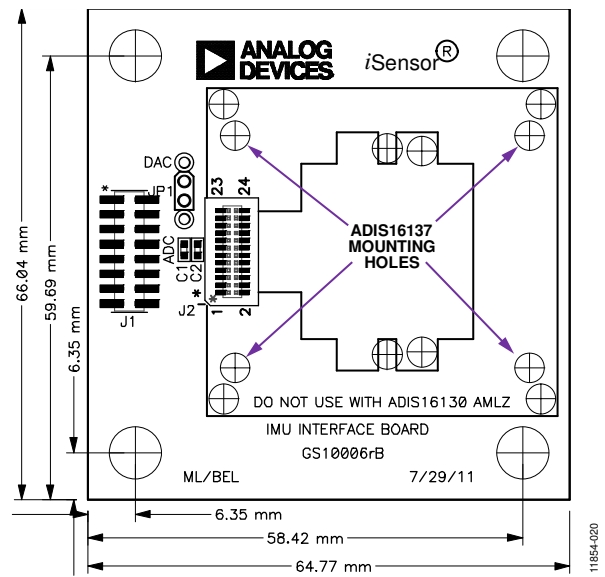 ANALOG
DEVICES
iSensor®
DAC
*
JP1
23 24
ADC
C1
C2
*
*
J2
1
2
J1
ADIS16137
MOUNTING
HOLES
66.04 mm
59.69 mm
6.35 mm
DO NOT USE WITH ADIS16130 AMLZ
IMU INTERFACE BOARD
GS10006rB
ML/BEL
7/29/11
6.35 mm
58.42 mm
64.77 mm
11854-020